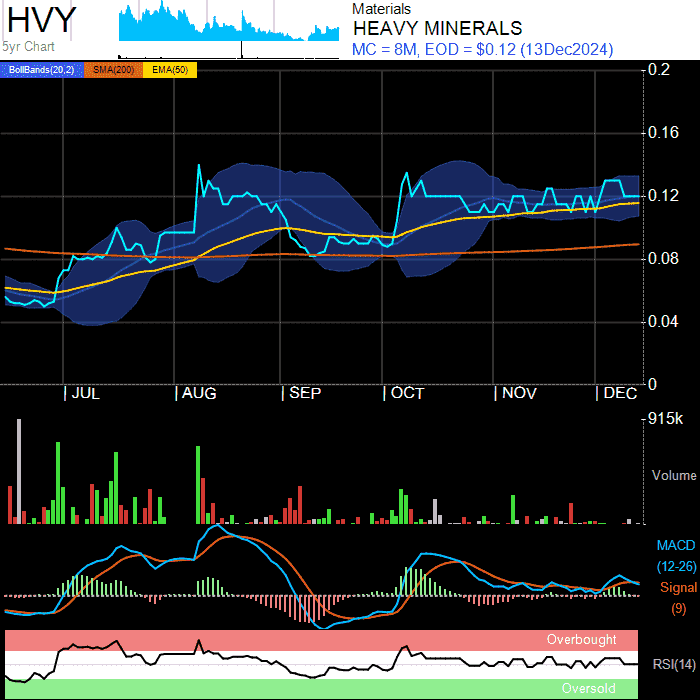 HVY
5yr Chart
Materials
HEAVY MINERALS
MC = 8M, EOD = $0.12 (13Dec2024)
BollBands(20,2) SMA(200) EMA(50)
0.2
0.16
0.12
0.08
0.04
0
JUL AUG SEP OCT NOV DEC
915k
Volume
MACD
(12-26)
Signal
(9)
Overbought
RSI(14)
Oversold